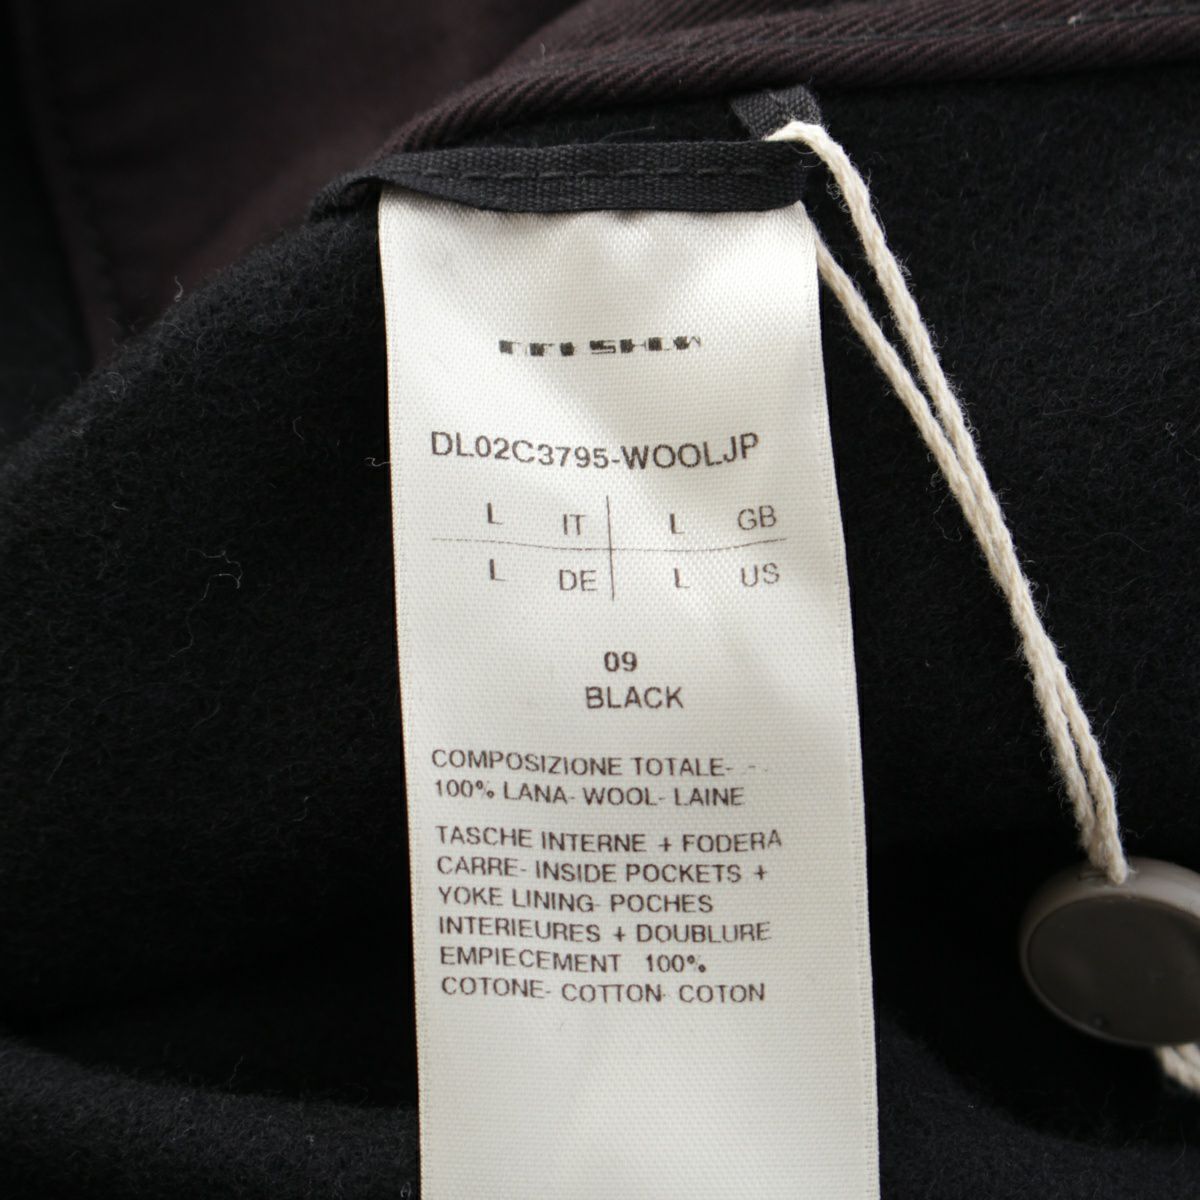 DL02C3795-WOOLJP
L IT L GB
L DE L US
09
BLACK
COMPOSIZIONE TOTALE-
100% LANA- WOOL- LAINE
TASCHE INTERNE + FODERA
CARRE- INSIDE POCKETS +
YOKE LINING- POCHES
INTERIEURES + DOUBLURE
EMPIECEMENT 100%
COTONE- COTTON- COTON